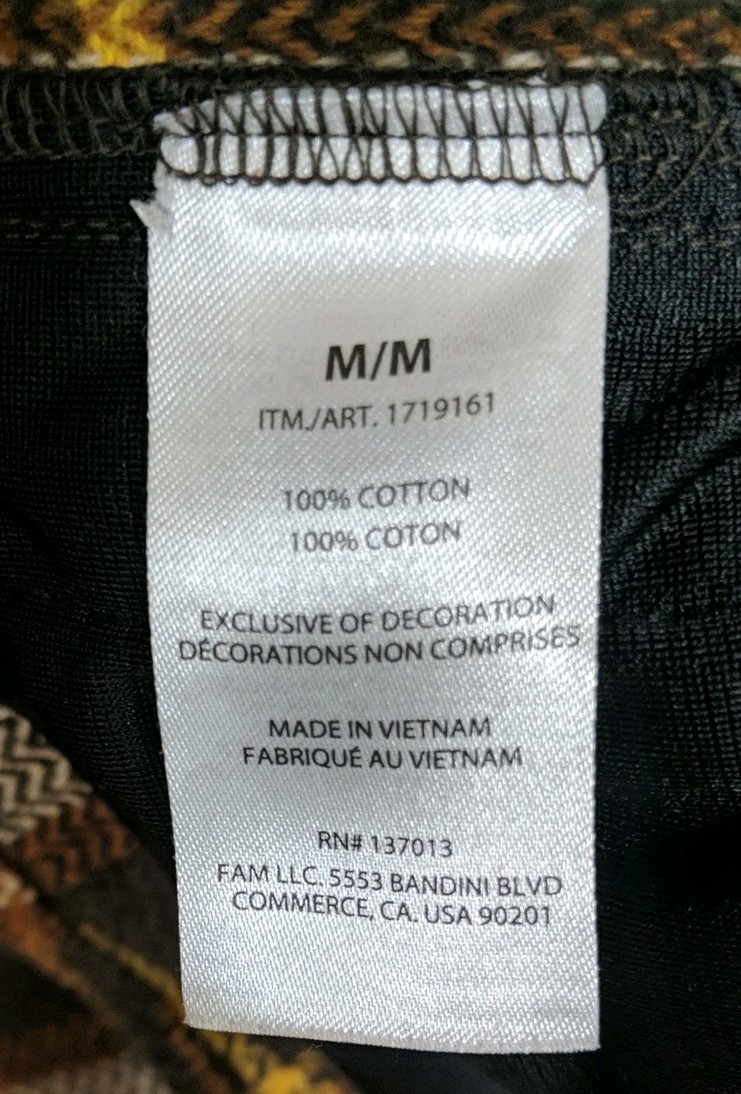 M/M
ITM./ART. 1719161
100% COTTON
100% COTON
EXCLUSIVE OF DECORATION
DÉCORATIONS NON COMPRISES
MADE IN VIETNAM
FABRIQUÉ AU VIETNAM
RN# 137013
FAM LLC. 5553 BANDINI BLVD
COMMERCE, CA. USA 90201